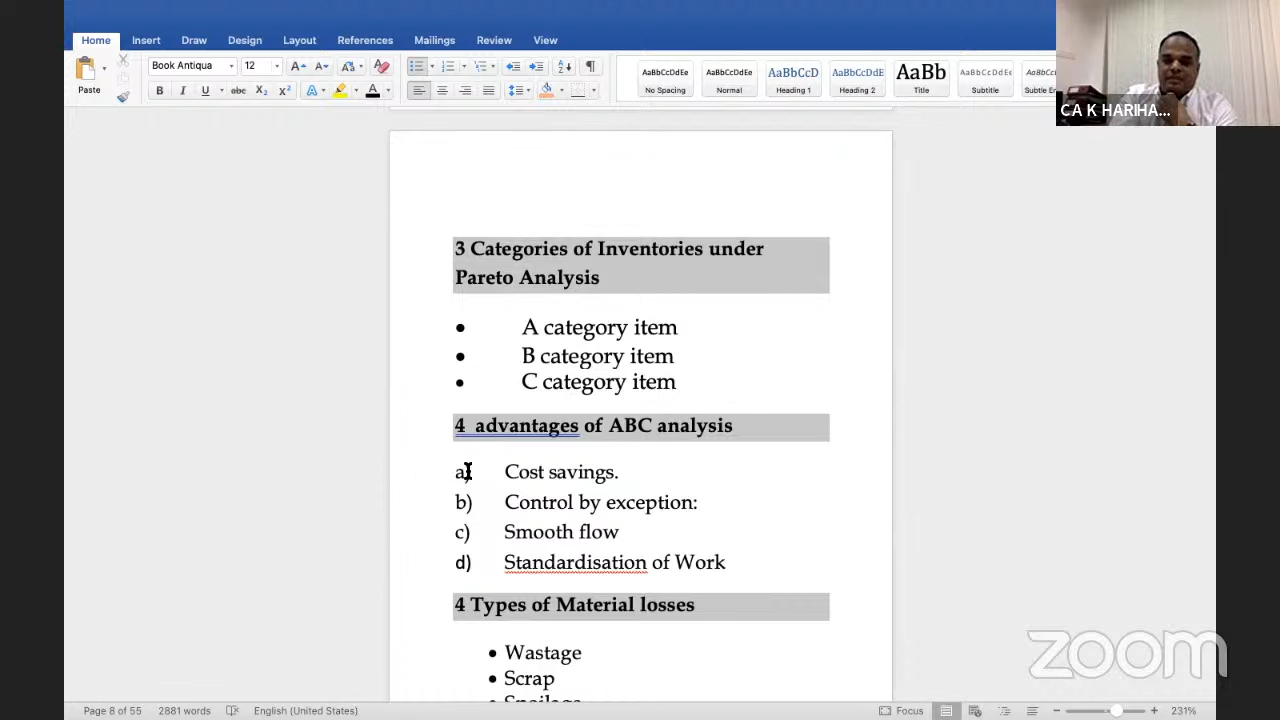 Home Insert Draw Design Layout References Mailings Review View
Paste
Book Antiqua 12
AaBbCcDdEe AaBbCcDdEe AaBbCcD AaBbCcDdE AaBb AaBbCcDdEe
No Spacing Normal Heading 1 Heading 2 Title Subtitle Subtle Em
C A K HARIHA...
3 Categories of Inventories under
Pareto Analysis
• A category item
• B category item
• C category item
4 advantages of ABC analysis
a) Cost savings.
b) Control by exception:
c) Smooth flow
d) Standardisation of Work
4 Types of Material losses
• Wastage
• Scrap
zoom
Page 8 of 55 2881 words English (United States) Focus 231%